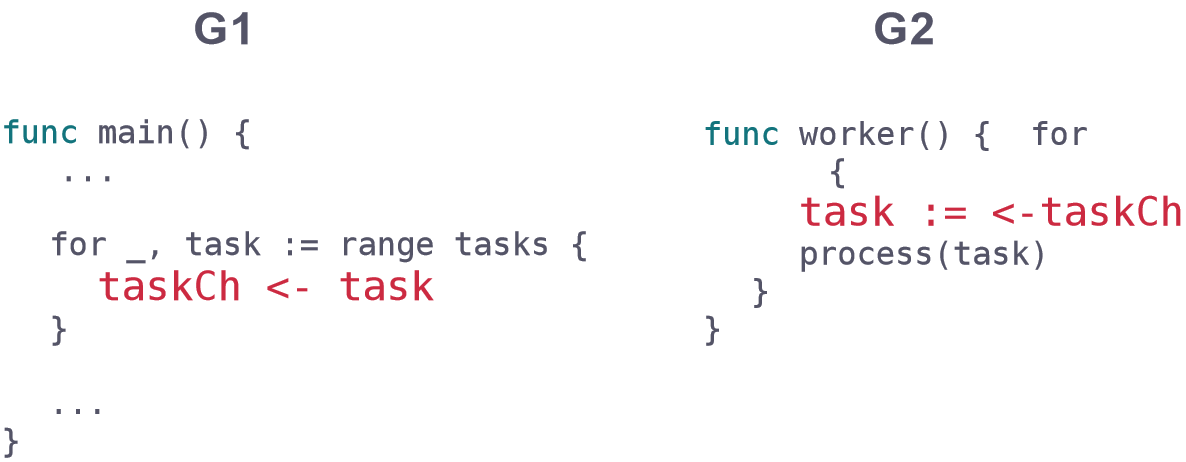 G1
func main() {
...
for _, task := range tasks {
taskCh <- task
}
...
}
G2
func worker() { for
{
task := <-taskCh
process(task)
}
}